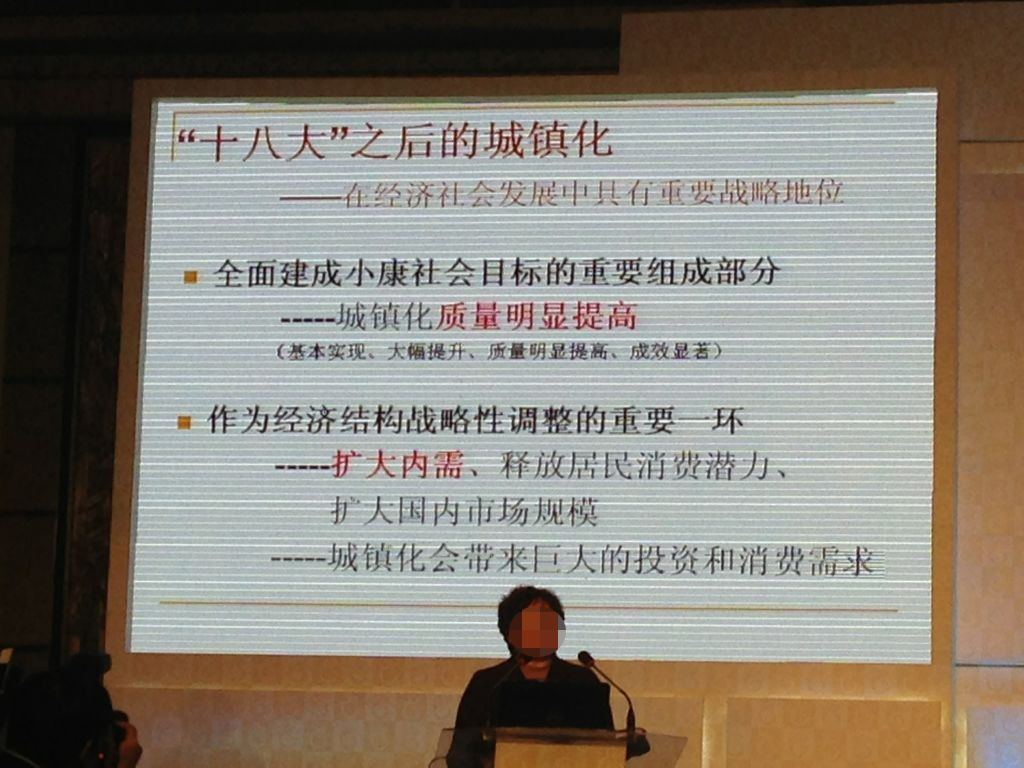 “十八大”之后的城镇化
——在经济社会发展中具有重要战略地位
全面建成小康社会目标的重要组成部分
-----城镇化质量明显提高
（基本实现、大幅提升、质量明显提高、成效显著）
作为经济结构战略性调整的重要一环
-----扩大内需、释放居民消费潜力、
扩大国内市场规模
-----城镇化会带来巨大的投资和消费需求